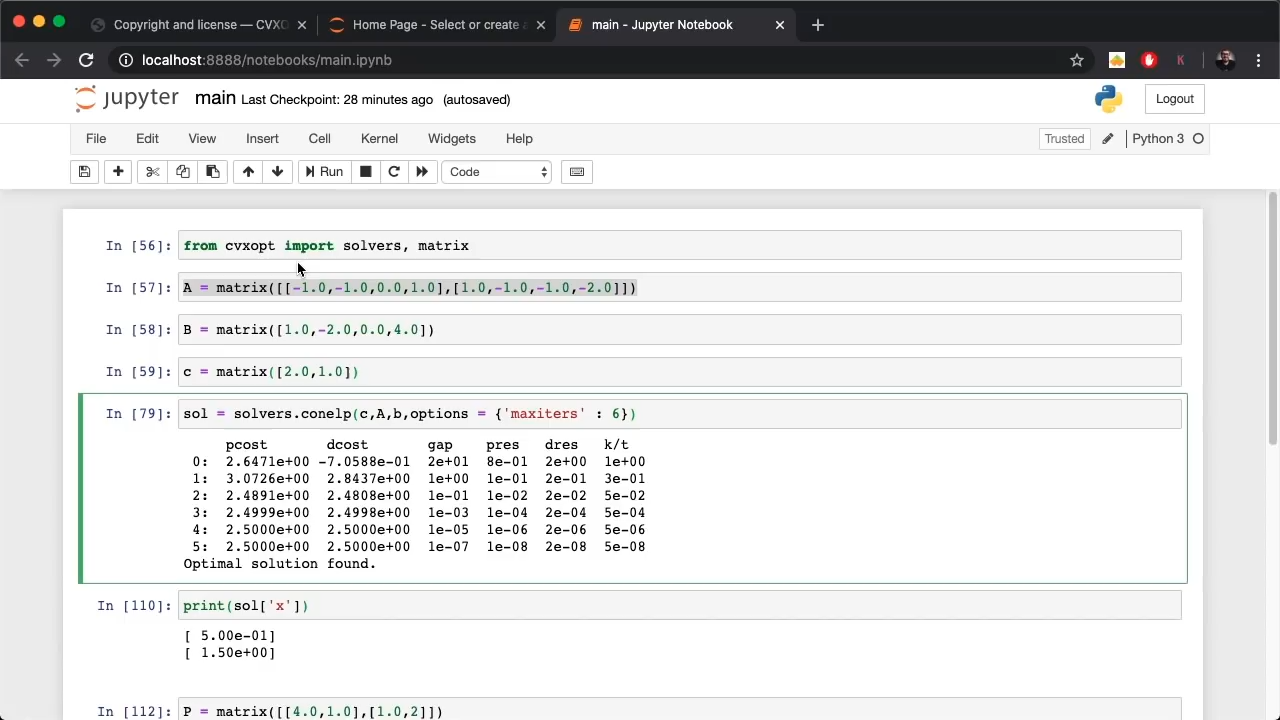 Copyright and license — CVXO
Home Page - Select or create a
main - Jupyter Notebook
localhost:8888/notebooks/main.ipynb
K
jupyter main Last Checkpoint: 28 minutes ago (autosaved)
Logout
File Edit View Insert Cell Kernel Widgets Help
Trusted Python 3
Run Code
In [56]: from cvxopt import solvers, matrix
In [57]: A = matrix([[-1.0,-1.0,0.0,1.0],[1.0,-1.0,-1.0,-2.0]])
In [58]: B = matrix([1.0,-2.0,0.0,4.0])
In [59]: c = matrix([2.0,1.0])
In [79]: sol = solvers.conelp(c,A,b,options = {'maxiters' : 6})
pcost dcost gap pres dres k/t
0: 2.6471e+00 -7.0588e-01 2e+01 8e-01 2e+00 1e+00
1: 3.0726e+00 2.8437e+00 1e+00 1e-01 2e-01 3e-01
2: 2.4891e+00 2.4808e+00 1e-01 1e-02 2e-02 5e-02
3: 2.4999e+00 2.4998e+00 1e-03 1e-04 2e-04 5e-04
4: 2.5000e+00 2.5000e+00 1e-05 1e-06 2e-06 5e-06
5: 2.5000e+00 2.5000e+00 1e-07 1e-08 2e-08 5e-08
Optimal solution found.
In [110]: print(sol['x'])
[ 5.00e-01]
[ 1.50e+00]
In [112]: P = matrix([[4.0,1.0],[1.0,2]])